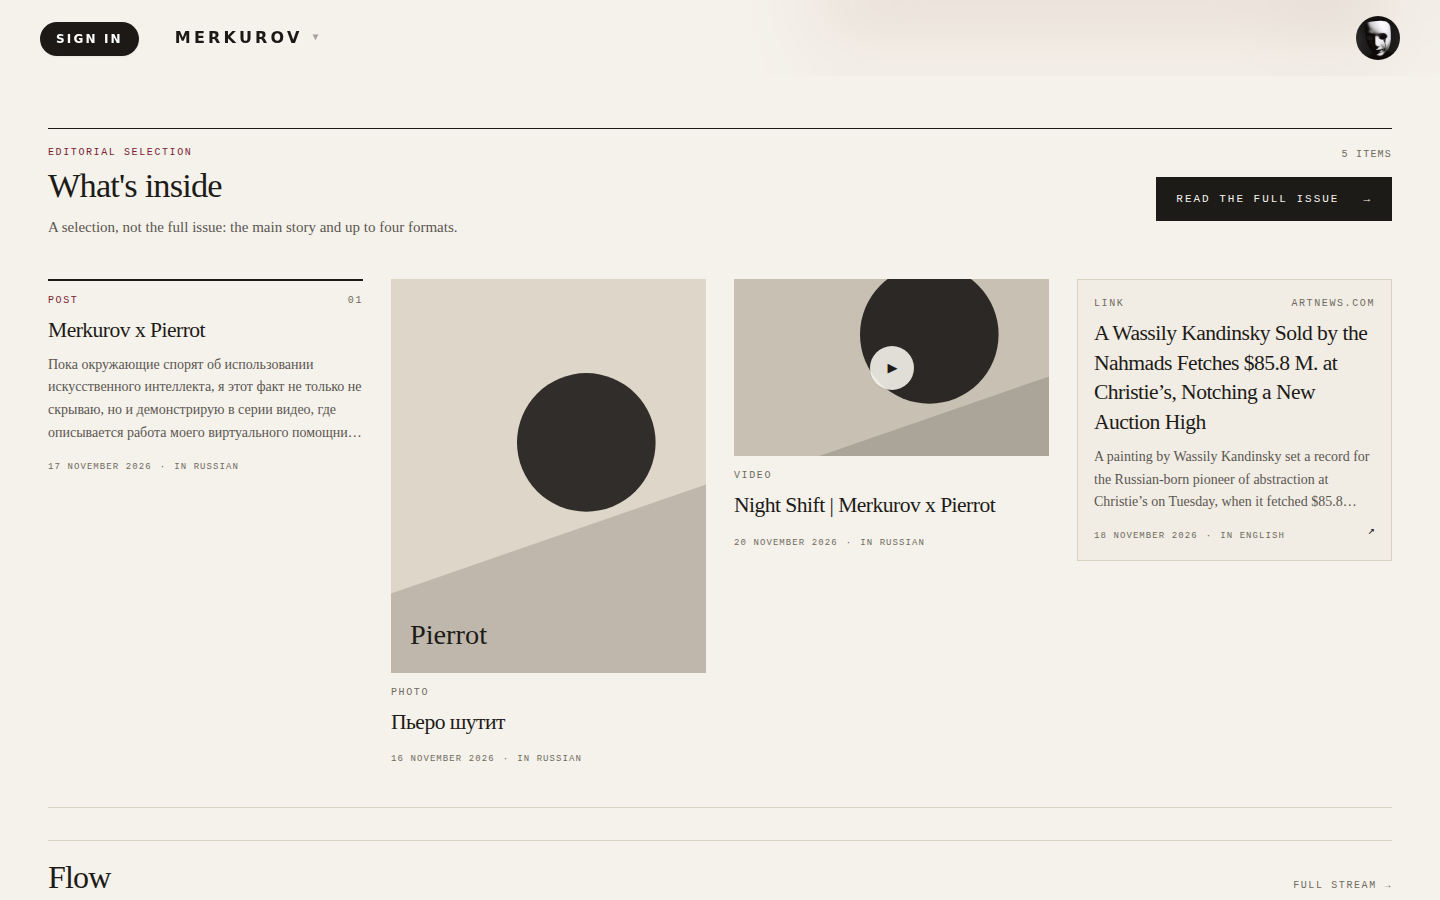 SIGN IN
MERKUROV ▼
EDITORIAL SELECTION
5 ITEMS
What's inside
READ THE FULL ISSUE →
A selection, not the full issue: the main story and up to four formats.
POST
01
Merkurov x Pierrot
Пока окружающие спорят об использовании
искусственного интеллекта, я этот факт не только не
скрываю, но и демонстрирую в серии видео, где
описывается работа моего виртуального помощни…
17 NOVEMBER 2026 · IN RUSSIAN
Pierrot
PHOTO
Пьеро шутит
16 NOVEMBER 2026 · IN RUSSIAN
VIDEO
Night Shift | Merkurov x Pierrot
20 NOVEMBER 2026 · IN RUSSIAN
LINK
ARTNEWS.COM
A Wassily Kandinsky Sold by the
Nahmads Fetches $85.8 M. at
Christie’s, Notching a New
Auction High
A painting by Wassily Kandinsky set a record for
the Russian-born pioneer of abstraction at
Christie’s on Tuesday, when it fetched $85.8…
18 NOVEMBER 2026 · IN ENGLISH
↗
Flow
FULL STREAM →